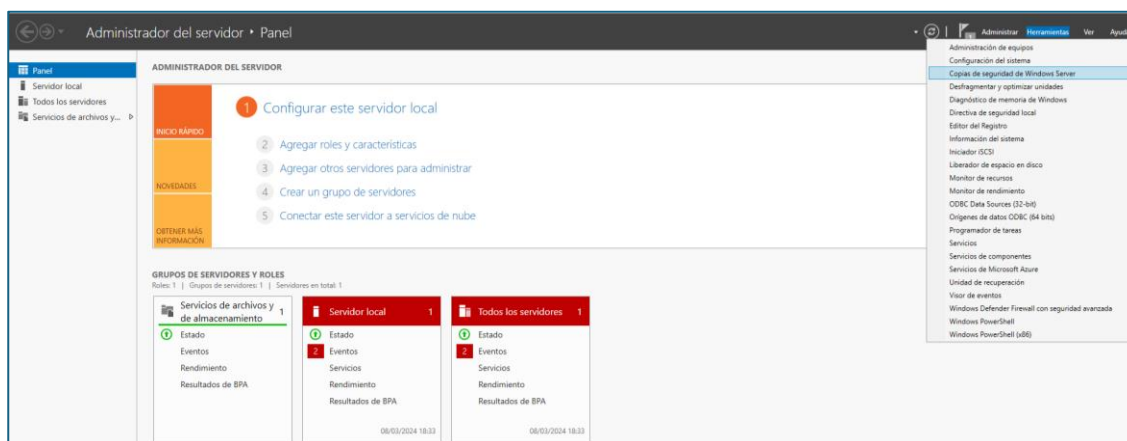 Administrador del servidor • Panel
Administrar Herramientas Ver Ayuda
Panel
Servidor local
Todos los servidores
Servicios de archivos y...
ADMINISTRADOR DEL SERVIDOR
INICIO RÁPIDO
NOVEDADES
OBTENER MÁS
INFORMACIÓN
1 Configurar este servidor local
2 Agregar roles y características
3 Agregar otros servidores para administrar
4 Crear un grupo de servidores
5 Conectar este servidor a servicios de nube
Administración de equipos
Configuración del sistema
Copias de seguridad de Windows Server
Desfragmentar y optimizar unidades
Diagnóstico de memoria de Windows
Directiva de seguridad local
Editor del Registro
Información del sistema
Iniciador iSCSI
Liberador de espacio en disco
Monitor de recursos
Monitor de rendimiento
ODBC Data Sources (32-bit)
Orígenes de datos ODBC (64 bits)
Programador de tareas
Servicios
Servicios de componentes
Servicios de Microsoft Azure
Unidad de recuperación
Visor de eventos
Windows Defender Firewall con seguridad avanzada
Windows PowerShell
Windows PowerShell (x86)
GRUPOS DE SERVIDORES Y ROLES
Roles: 1 | Grupos de servidores: 1 | Servidores en total: 1
Servicios de archivos y
de almacenamiento 1
Estado
Eventos
Rendimiento
Resultados de BPA
Servidor local 1
Estado
2 Eventos
Servicios
Rendimiento
Resultados de BPA
08/03/2024 18:33
Todos los servidores 1
Estado
2 Eventos
Servicios
Rendimiento
Resultados de BPA
08/03/2024 18:33